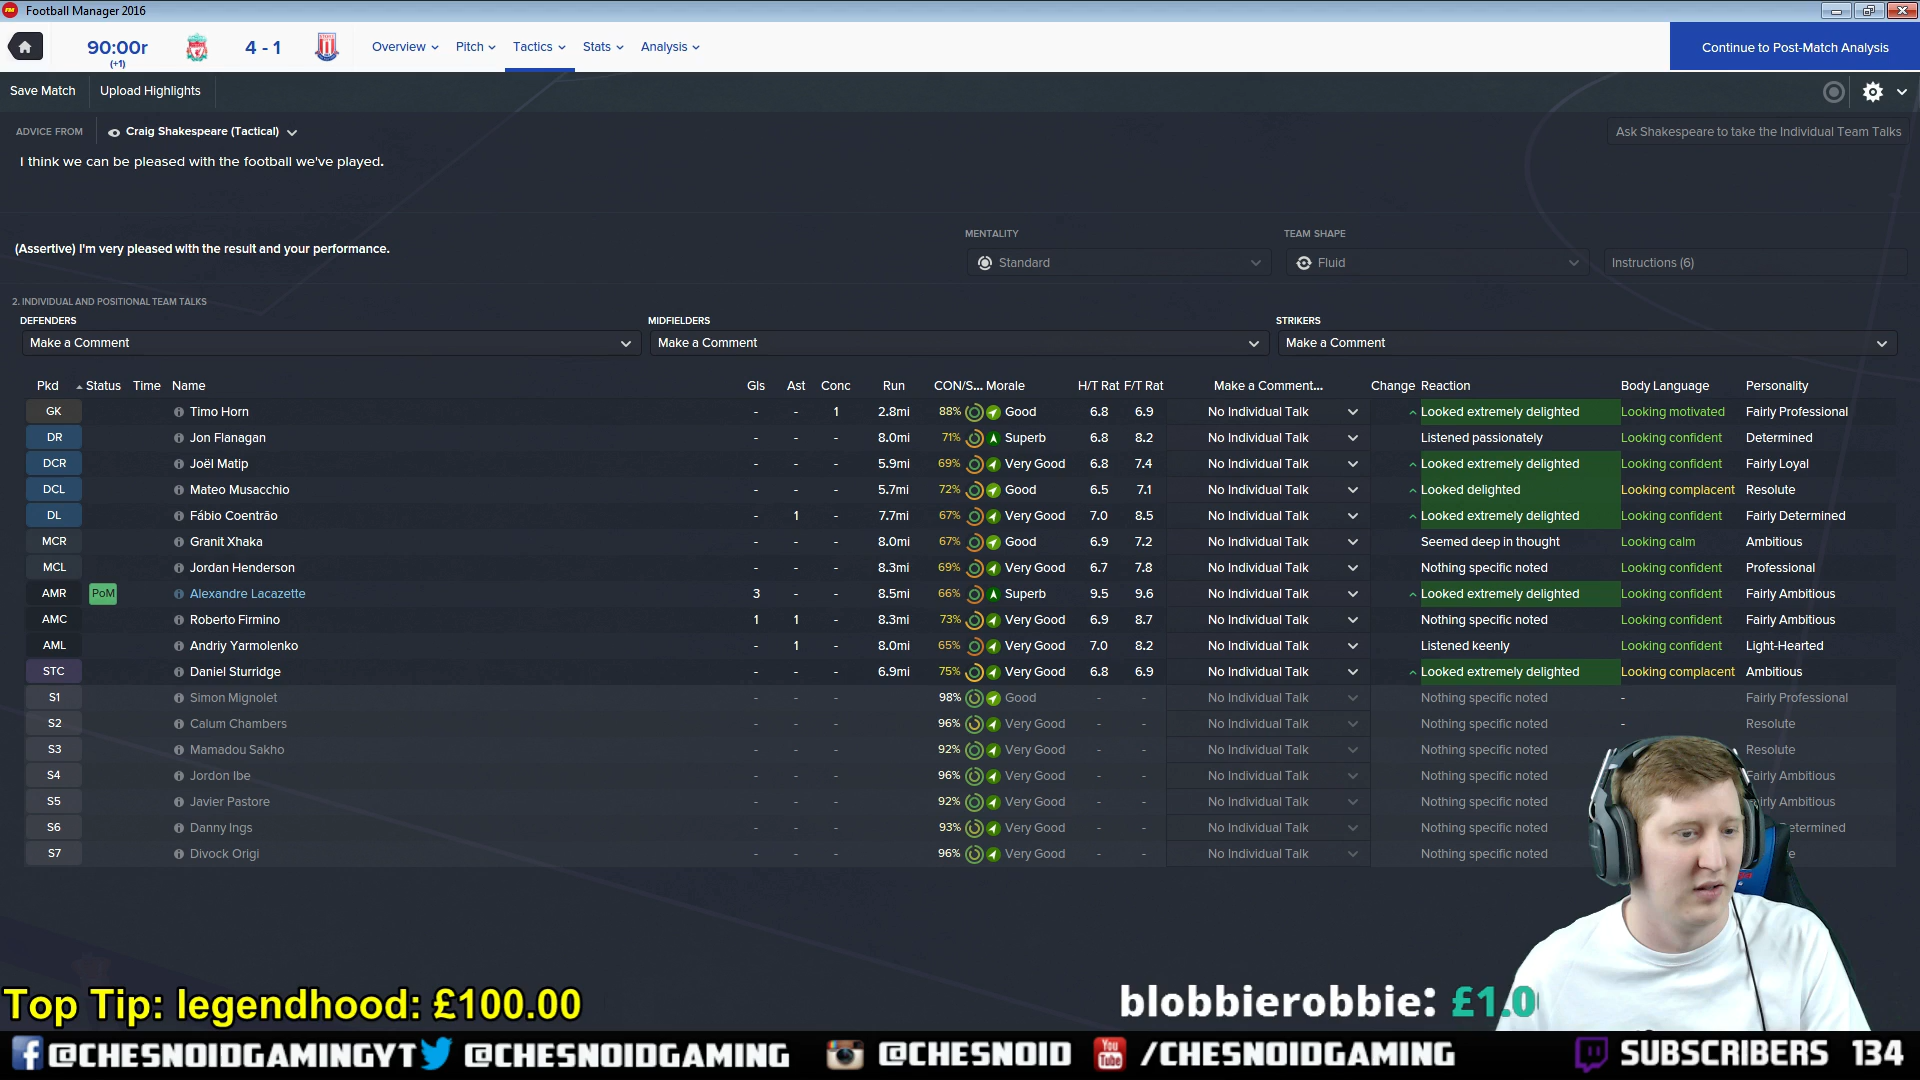 Football Manager 2016
90:00r
(+1)
4 - 1
Overview
Pitch
Tactics
Stats
Analysis
Continue to Post-Match Analysis
Save Match
Upload Highlights
ADVICE FROM
Craig Shakespeare (Tactical)
Ask Shakespeare to take the Individual Team Talks
I think we can be pleased with the football we've played.
MENTALITY
TEAM SHAPE
(Assertive) I'm very pleased with the result and your performance.
Standard
Fluid
Instructions (6)
2. INDIVIDUAL AND POSITIONAL TEAM TALKS
DEFENDERS MIDFIELDERS STRIKERS
Make a Comment Make a Comment Make a Comment
Pkd Status Time Name Gls Ast Conc Run CON/S... Morale H/T Rat F/T Rat Make a Comment... Change Reaction Body Language Personality
GK Timo Horn - - 1 2.8mi 88% Good 6.8 6.9 No Individual Talk Looked extremely delighted Looking motivated Fairly Professional
DR Jon Flanagan - - - 8.0mi 71% Superb 6.8 8.2 No Individual Talk Listened passionately Looking confident Determined
DCR Joël Matip - - - 5.9mi 69% Very Good 6.8 7.4 No Individual Talk Looked extremely delighted Looking confident Fairly Loyal
DCL Mateo Musacchio - - - 5.7mi 72% Good 6.5 7.1 No Individual Talk Looked delighted Looking complacent Resolute
DL Fábio Coentrão - 1 - 7.7mi 67% Very Good 7.0 8.5 No Individual Talk Looked extremely delighted Looking confident Fairly Determined
MCR Granit Xhaka - - - 8.0mi 67% Good 6.9 7.2 No Individual Talk Seemed deep in thought Looking calm Ambitious
MCL Jordan Henderson - - - 8.3mi 69% Very Good 6.7 7.8 No Individual Talk Nothing specific noted Looking confident Professional
AMR PoM Alexandre Lacazette 3 - - 8.5mi 66% Superb 9.5 9.6 No Individual Talk Looked extremely delighted Looking confident Fairly Ambitious
AMC Roberto Firmino 1 1 - 8.3mi 73% Very Good 6.9 8.7 No Individual Talk Nothing specific noted Looking confident Fairly Ambitious
AML Andriy Yarmolenko - 1 - 8.0mi 65% Very Good 7.0 8.2 No Individual Talk Listened keenly Looking confident Light-Hearted
STC Daniel Sturridge - - - 6.9mi 75% Very Good 6.8 6.9 No Individual Talk Looked extremely delighted Looking complacent Ambitious
S1 Simon Mignolet - - - 98% Good - - No Individual Talk Nothing specific noted - Fairly Professional
S2 Calum Chambers - - - 96% Very Good - - No Individual Talk Nothing specific noted - Resolute
S3 Mamadou Sakho - - - 92% Very Good - - No Individual Talk Nothing specific noted Resolute
S4 Jordon Ibe - - - 96% Very Good - - No Individual Talk Nothing specific noted Fairly Ambitious
S5 Javier Pastore - - - 92% Very Good - - No Individual Talk Nothing specific noted Ambitious
S6 Danny Ings - - - 93% Very Good - - No Individual Talk Nothing specific noted Determined
S7 Divock Origi - - - 96% Very Good - - No Individual Talk Nothing specific noted
Top Tip: legendhood: £100.00
blobbierobbie: £1.0
@CHESNOIDGAMINGYT @CHESNOIDGAMING @CHESNOID You Tube /CHESNOIDGAMING SUBSCRIBERS 134